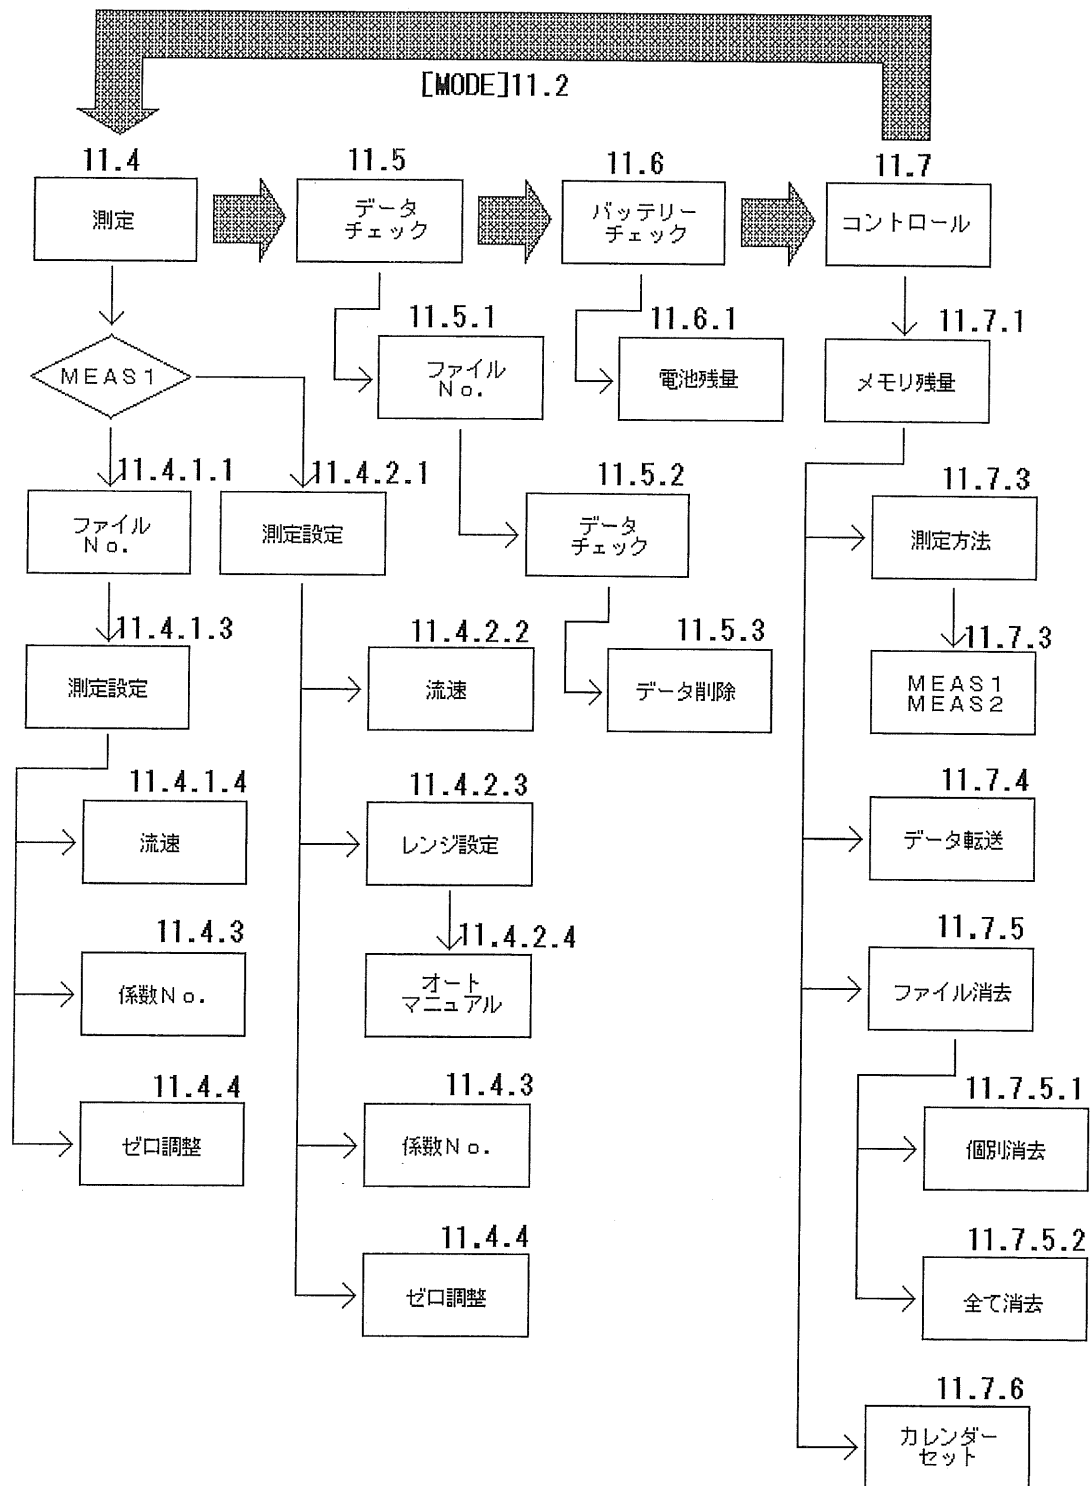 [MODE]11.2
11.4
測定
11.5
データ
チェック
11.6
バッテリー
チェック
11.7
コントロール
MEAS1
11.5.1
ファイル
No.
11.6.1
電池残量
11.7.1
メモリ残量
11.4.1.1
ファイル
No.
11.4.2.1
測定設定
11.5.2
データ
チェック
11.7.3
測定方法
11.4.1.3
測定設定
11.4.2.2
流速
11.5.3
データ削除
11.7.3
MEAS1
MEAS2
11.4.1.4
流速
11.4.2.3
レンジ設定
11.7.4
データ転送
11.4.3
係数No.
11.4.2.4
オート
マニュアル
11.7.5
ファイル消去
11.4.4
ゼロ調整
11.4.3
係数No.
11.7.5.1
個別消去
11.4.4
ゼロ調整
11.7.5.2
全て消去
11.7.6
カレンダー
セット